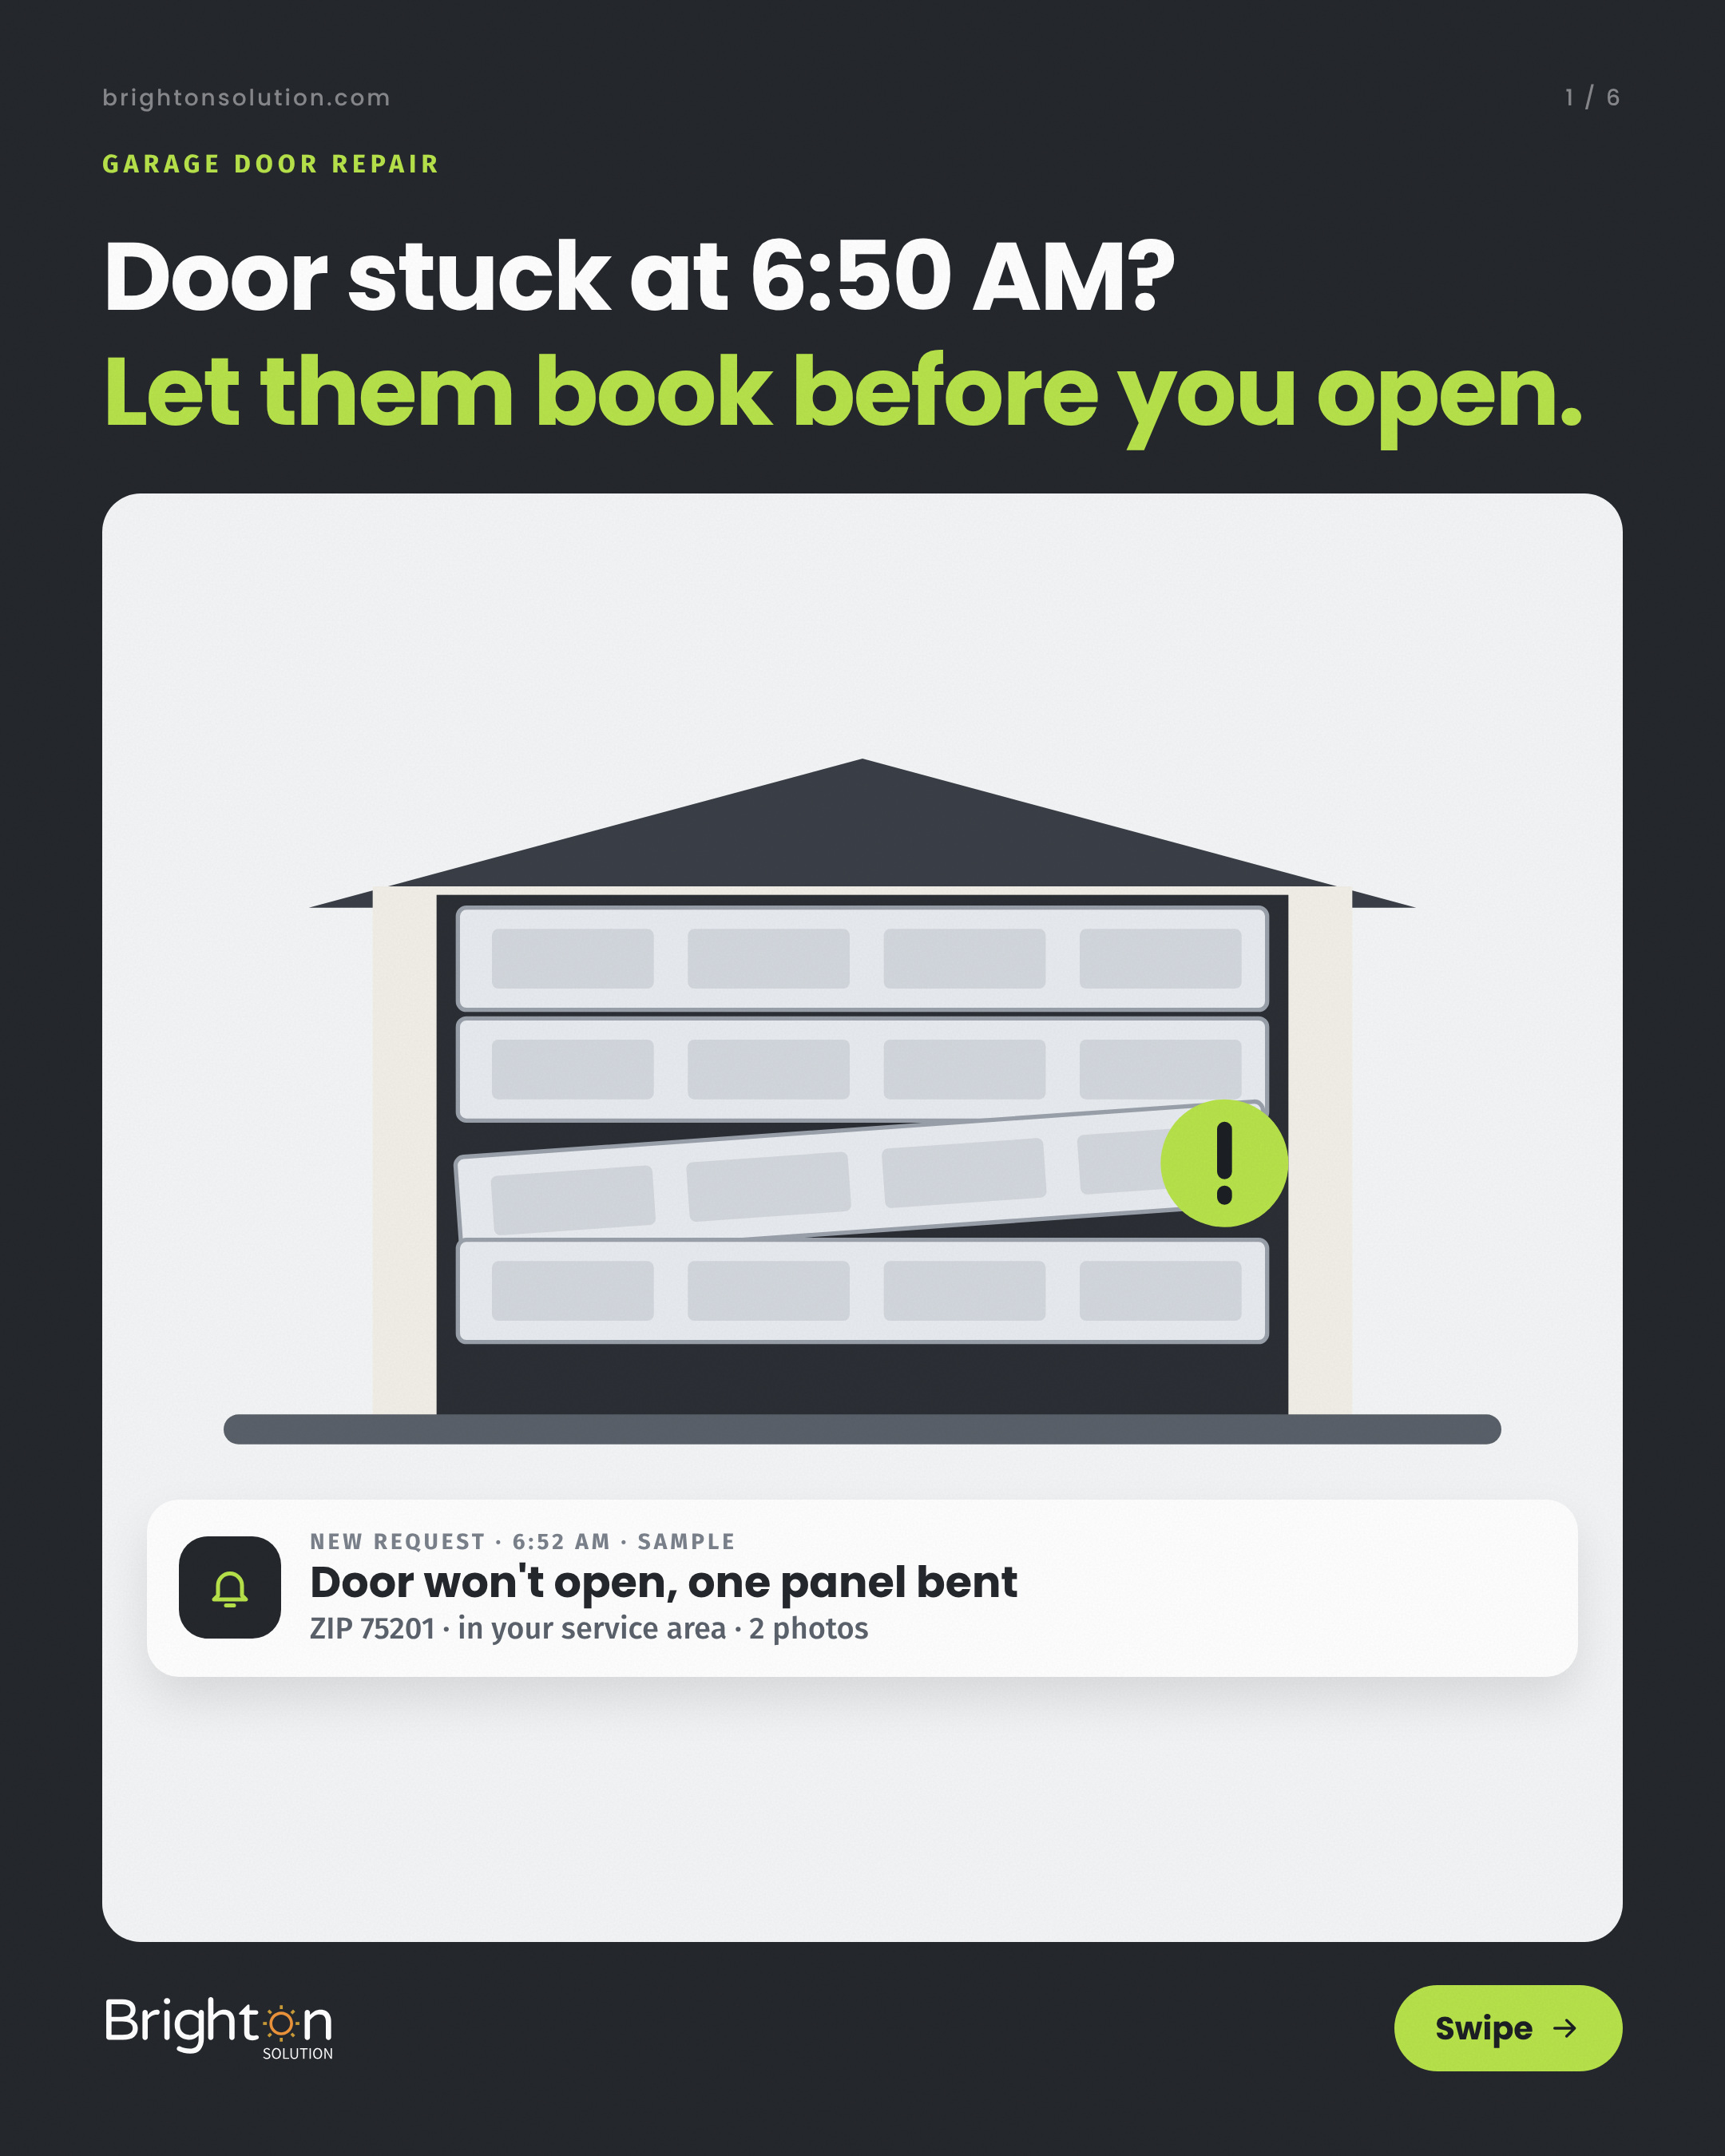 brightonsolution.com
1 / 6
GARAGE DOOR REPAIR
Door stuck at 6:50 AM?
Let them book before you open.
NEW REQUEST · 6:52 AM · SAMPLE
Door won't open, one panel bent
ZIP 75201 · in your service area · 2 photos
Brighton
SOLUTION
Swipe →